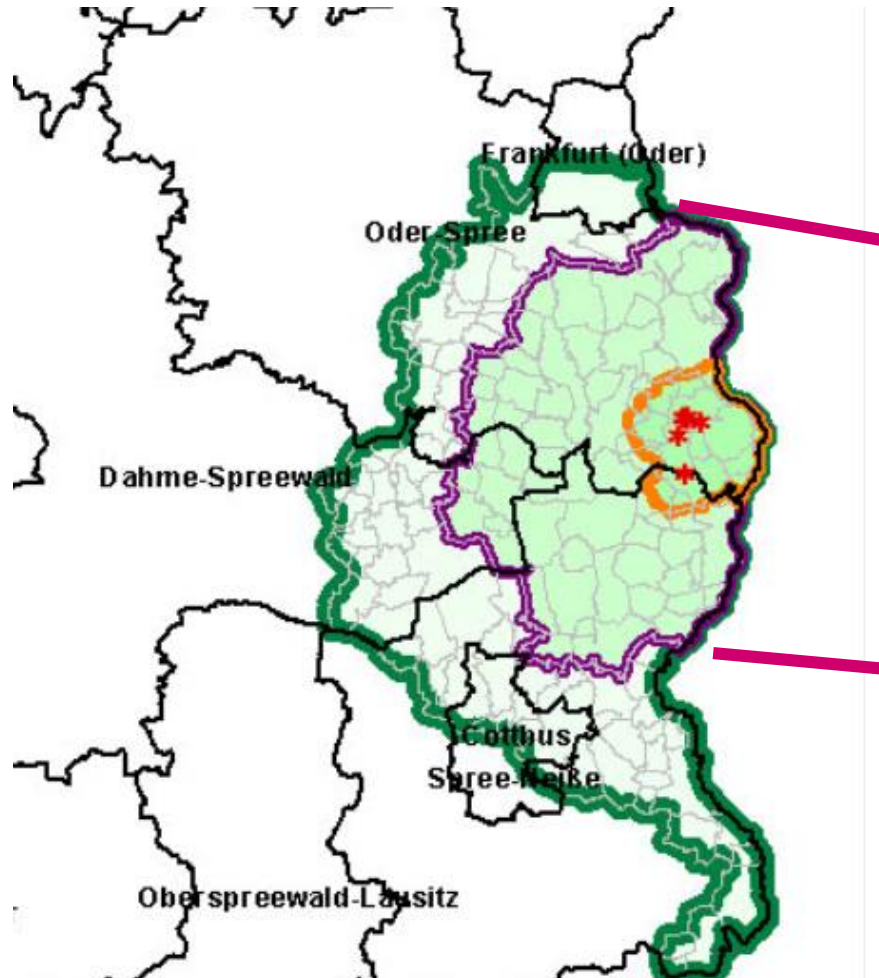 Frankfurt (Oder)
Oder-Spree
Dahme-Spreewald
Cottbus
Spree-Neiße
Oberspreewald-Lausitz